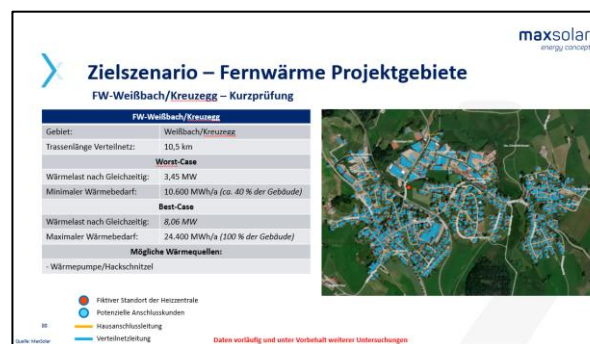 maxsolar
energy concepts
Zielszenario – Fernwärme Projektgebiete
FW-Weißbach/Kreuzegg – Kurzprüfung
FW-Weißbach/Kreuzegg
Gebiet: Weißbach/Kreuzegg
Trassenlänge Verteilnetz: 10,5 km
Worst-Case
Wärmelast nach Gleichzeitig: 3,45 MW
Minimaler Wärmebedarf: 10.600 MWh/a (ca. 40 % der Gebäude)
Best-Case
Wärmelast nach Gleichzeitig: 8,06 MW
Maximaler Wärmebedarf: 24.400 MWh/a (100 % der Gebäude)
Mögliche Wärmequellen:
- Wärmepumpe/Hackschnitzel
Fiktiver Standort der Heizzentrale
Potenzielle Anschlusskunden
Hausanschlussleitung
Verteilnetzleitung
Quelle: MaxSolar
Daten vorläufig und unter Vorbehalt weiterer Untersuchungen